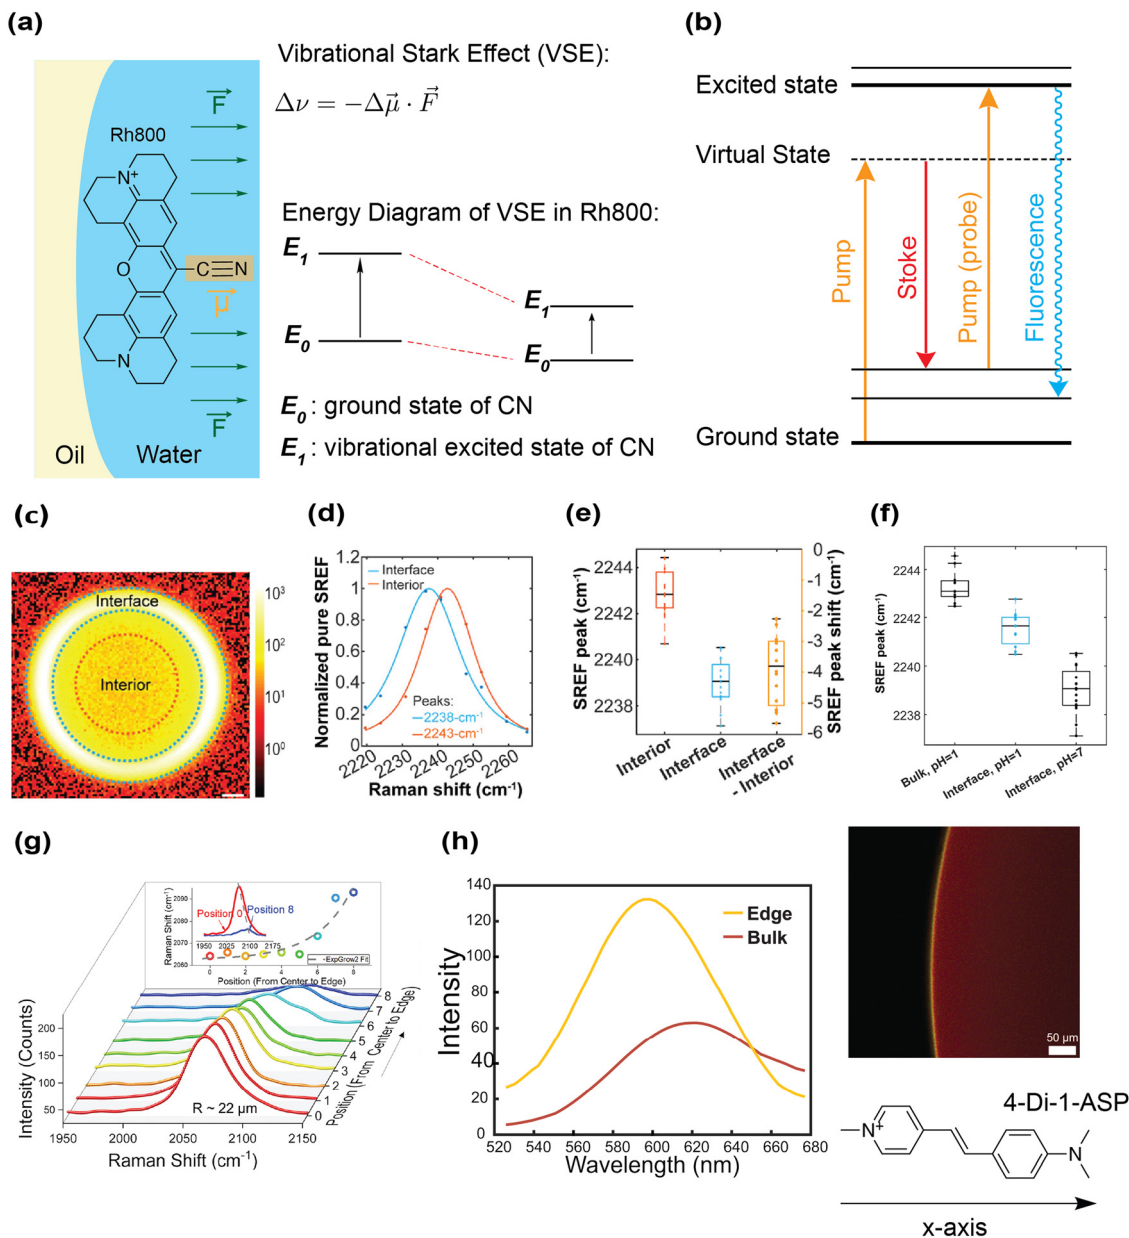 (a)
Vibrational Stark Effect (VSE):
Δν = −Δμ⃗ · F⃗
F
Rh800
N+
O
C≡N
μ
N
F
Oil
Water
Energy Diagram of VSE in Rh800:
E1
E0
E1
E0
E0: ground state of CN
E1: vibrational excited state of CN
(b)
Excited state
Virtual State
Ground state
Pump
Stoke
Pump (probe)
Fluorescence
(c)
Interface
Interior
10³
10²
10¹
10⁰
(d)
Normalized pure SREF
1.2
1
0.8
0.6
0.4
0.2
0
Interface
Interior
Peaks:
2238-cm⁻¹
2243-cm⁻¹
2220
2230
2240
2250
2260
Raman shift (cm⁻¹)
(e)
SREF peak (cm⁻¹)
2244
2242
2240
2238
0
-1
-2
-3
-4
-5
-6
SREF peak shift (cm⁻¹)
Interior
Interface
Interface
- Interior
(f)
SREF peak (cm⁻¹)
2244
2242
2240
2238
Bulk, pH=1
Interface, pH=1
Interface, pH=7
(g)
Raman Shift (cm⁻¹)
2090
2080
2070
2060
Position 0
Position 8
1950 2025 2100 2175
ExpGrow2 Fit
0 2 4 6 8
Position (From Center to Edge)
Intensity (Counts)
200
150
100
50
8
7
6
5
4
3
2
1
0
Position (From Center to Edge)
R ~ 22 μm
1950 2000 2050 2100 2150
Raman Shift (cm⁻¹)
(h)
Intensity
140
120
100
80
60
40
20
0
Edge
Bulk
520 540 560 580 600 620 640 660 680
Wavelength (nm)
50 μm
4-Di-1-ASP
N+
N
x-axis